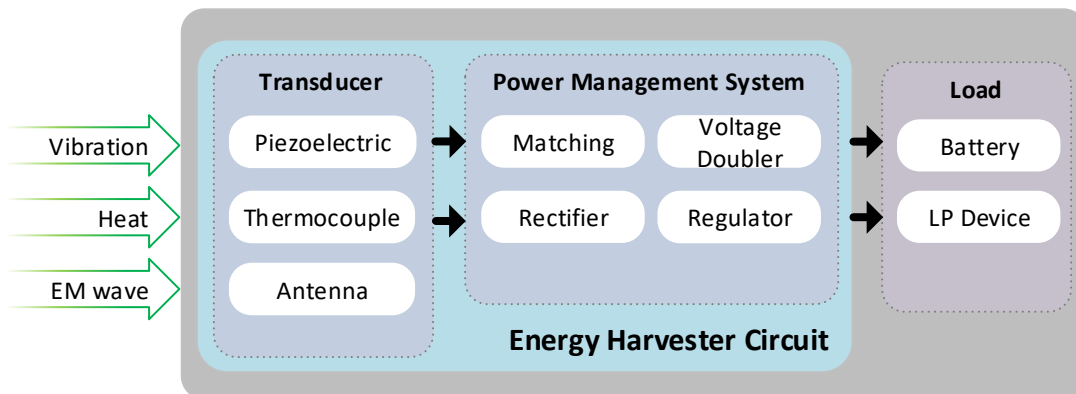 Vibration
Heat
EM wave
Transducer
Piezoelectric
Thermocouple
Antenna
Power Management System
Matching
Voltage
Doubler
Rectifier
Regulator
Load
Battery
LP Device
Energy Harvester Circuit